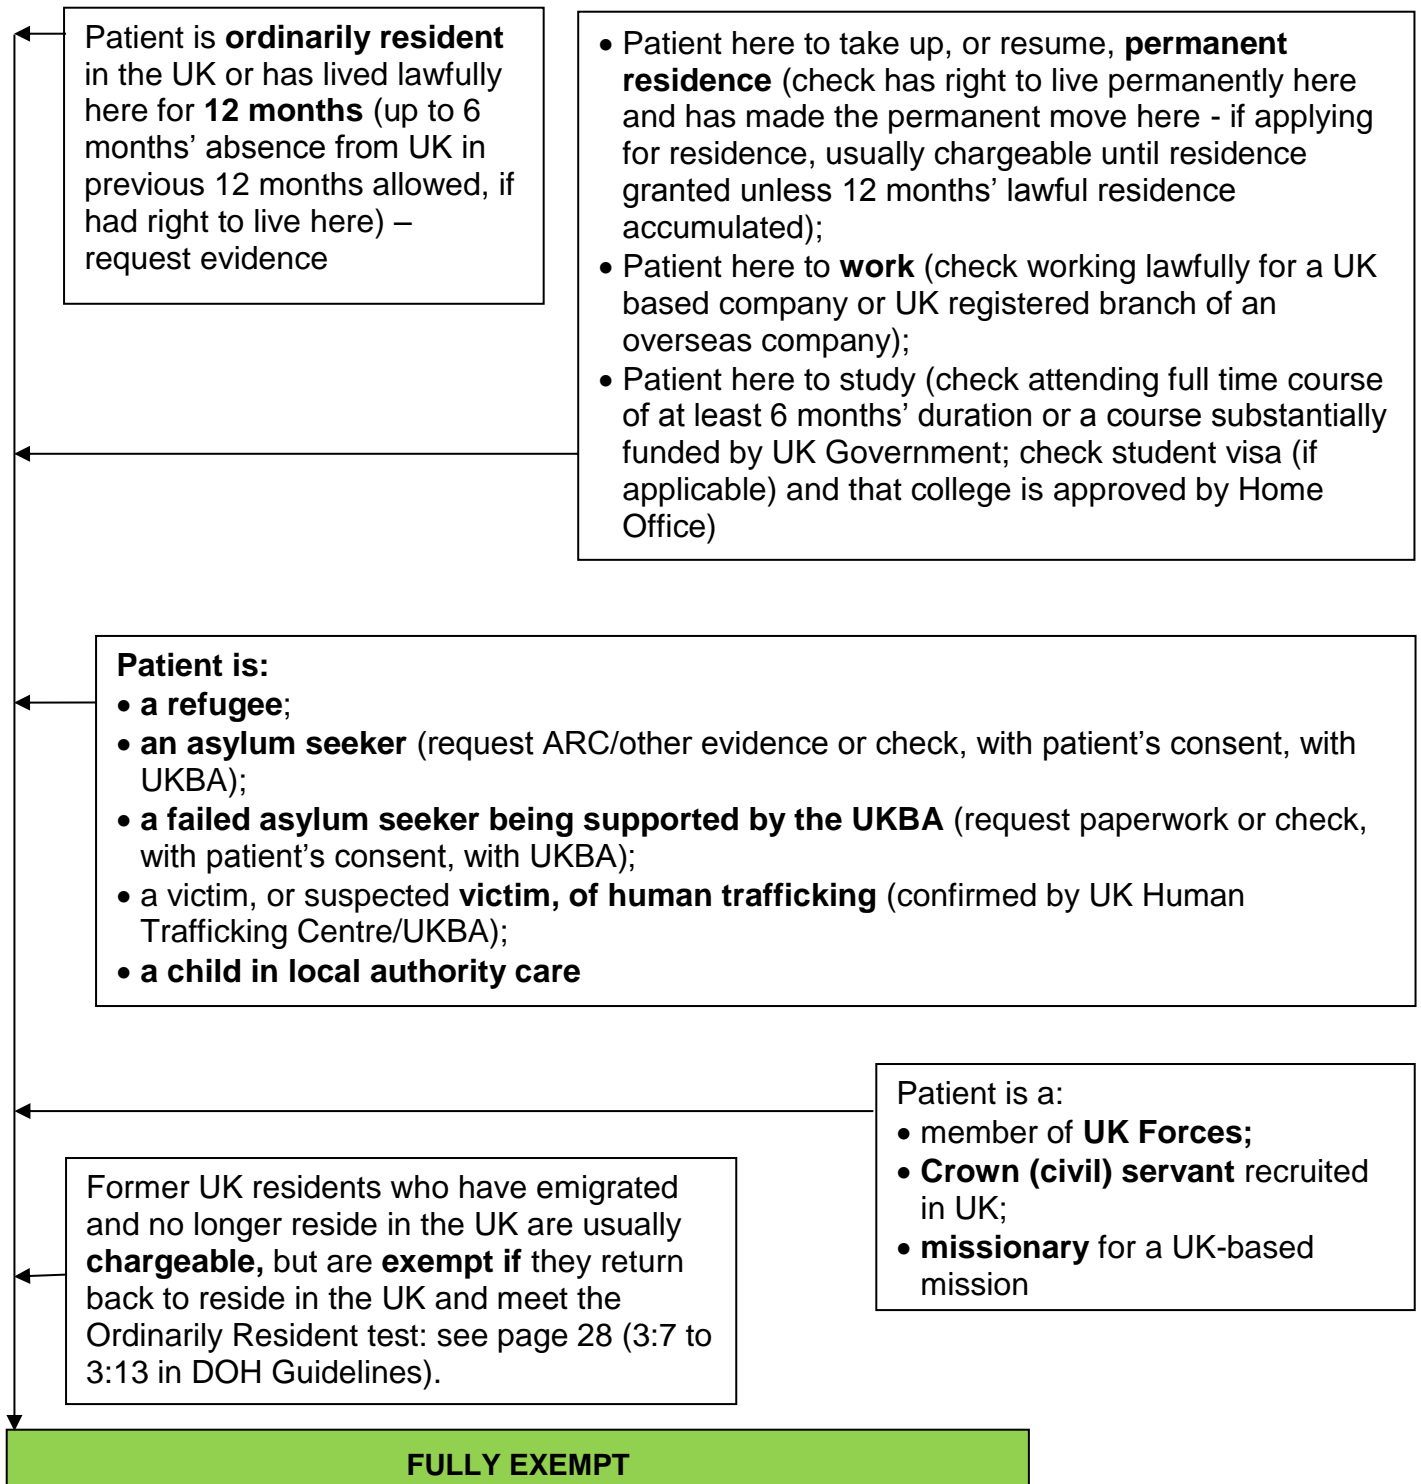 Patient is ordinarily resident
in the UK or has lived lawfully
here for 12 months (up to 6
months’ absence from UK in
previous 12 months allowed, if
had right to live here) –
request evidence
• Patient here to take up, or resume, permanent
residence (check has right to live permanently here
and has made the permanent move here - if applying
for residence, usually chargeable until residence
granted unless 12 months’ lawful residence
accumulated);
• Patient here to work (check working lawfully for a UK
based company or UK registered branch of an
overseas company);
• Patient here to study (check attending full time course
of at least 6 months’ duration or a course substantially
funded by UK Government; check student visa (if
applicable) and that college is approved by Home
Office)
Patient is:
• a refugee;
• an asylum seeker (request ARC/other evidence or check, with patient’s consent, with
UKBA);
• a failed asylum seeker being supported by the UKBA (request paperwork or check,
with patient’s consent, with UKBA);
• a victim, or suspected victim, of human trafficking (confirmed by UK Human
Trafficking Centre/UKBA);
• a child in local authority care
Patient is a:
• member of UK Forces;
• Crown (civil) servant recruited
in UK;
• missionary for a UK-based
mission
Former UK residents who have emigrated
and no longer reside in the UK are usually
chargeable, but are exempt if they return
back to reside in the UK and meet the
Ordinarily Resident test: see page 28 (3:7 to
3:13 in DOH Guidelines).
FULLY EXEMPT